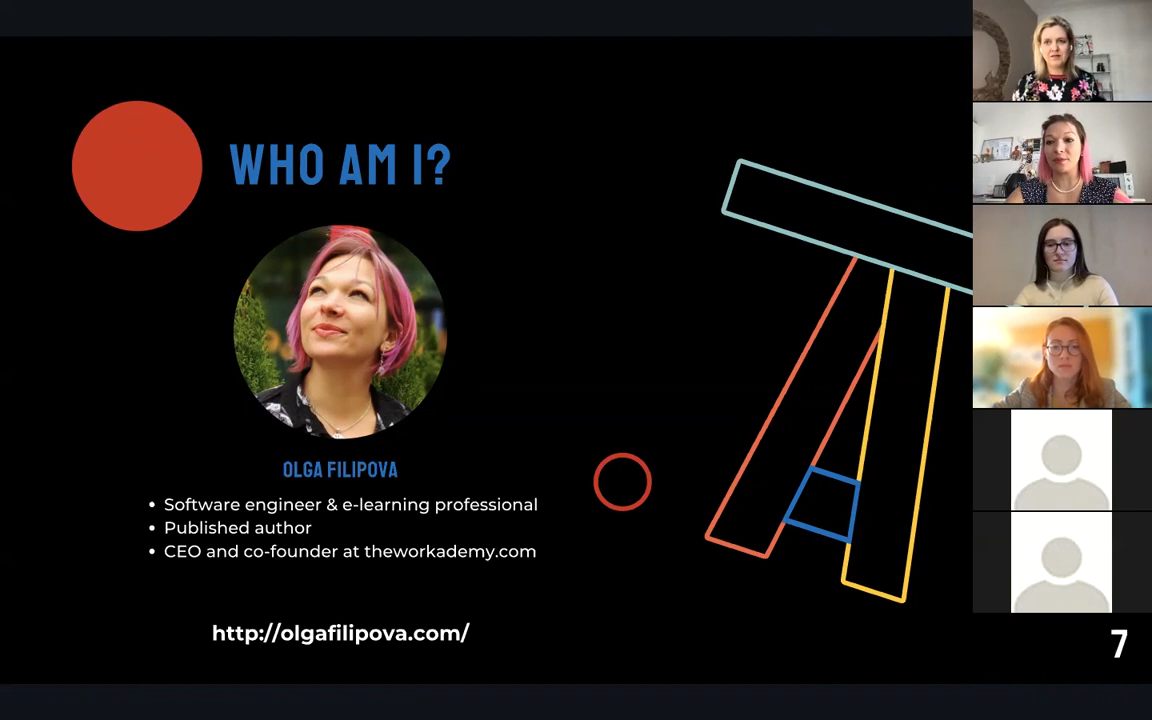 WHO AM I?
OLGA FILIPOVA
• Software engineer & e-learning professional
• Published author
• CEO and co-founder at theworkademy.com
http://olgafilipova.com/
7